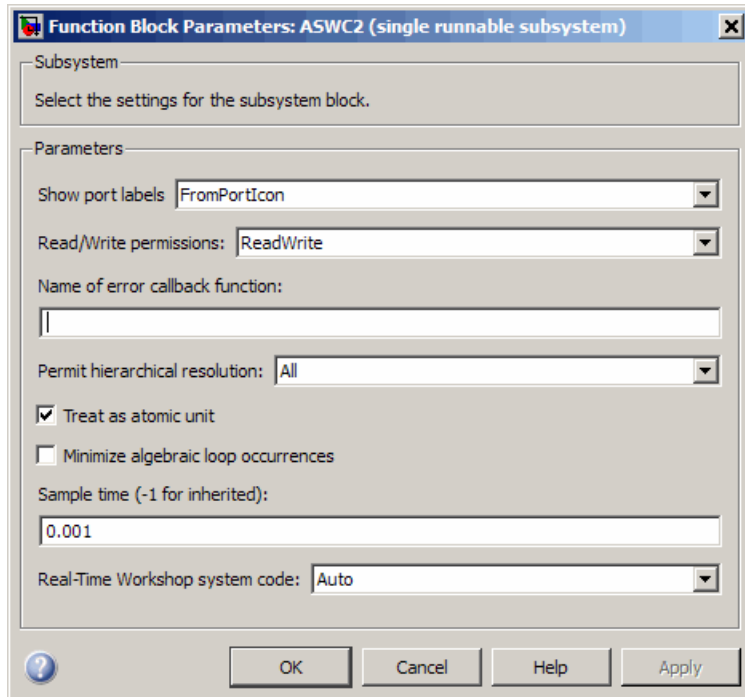 Function Block Parameters: ASWC2 (single runnable subsystem)
Subsystem
Select the settings for the subsystem block.
Parameters
Show port labels FromPortIcon
Read/Write permissions: ReadWrite
Name of error callback function:
Permit hierarchical resolution: All
Treat as atomic unit
Minimize algebraic loop occurrences
Sample time (-1 for inherited):
0.001
Real-Time Workshop system code: Auto
? OK Cancel Help Apply